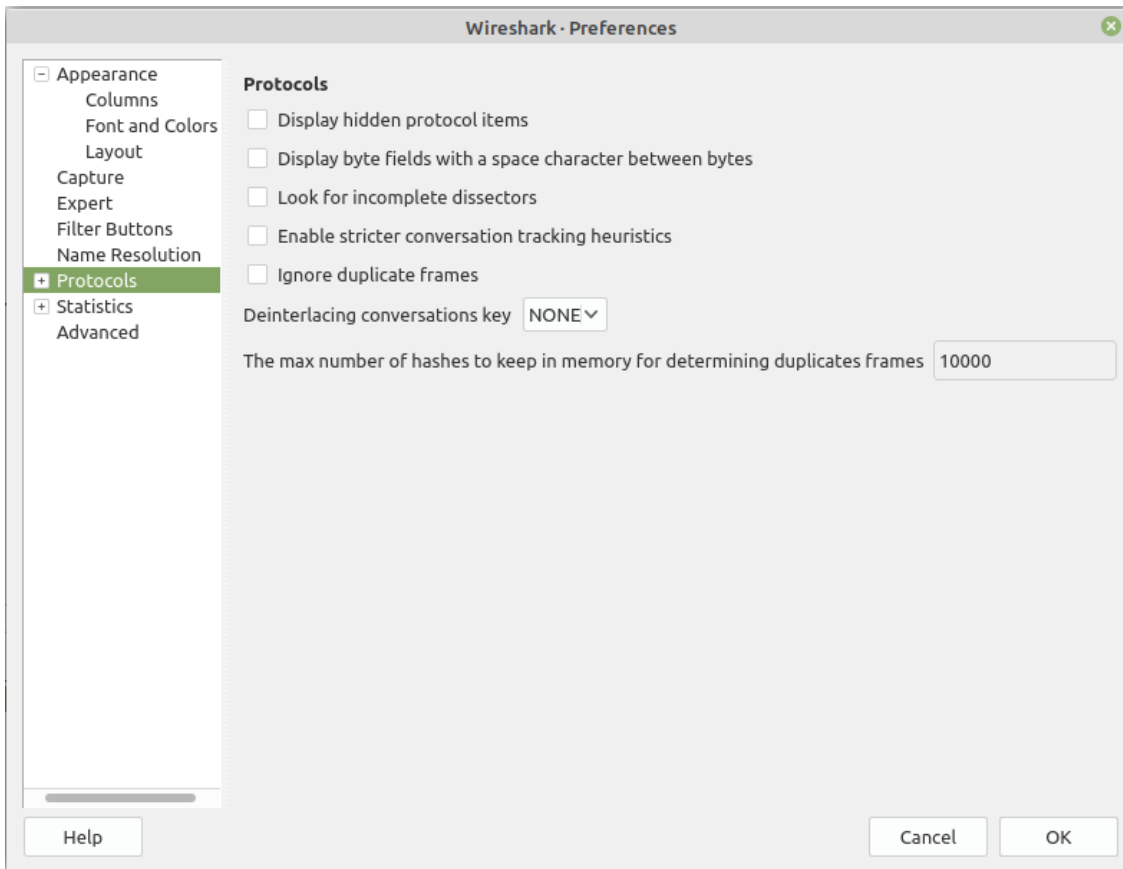 Wireshark · Preferences
Appearance
Columns
Font and Colors
Layout
Capture
Expert
Filter Buttons
Name Resolution
Protocols
Statistics
Advanced
Protocols
Display hidden protocol items
Display byte fields with a space character between bytes
Look for incomplete dissectors
Enable stricter conversation tracking heuristics
Ignore duplicate frames
Deinterlacing conversations key NONE
The max number of hashes to keep in memory for determining duplicates frames 10000
Help Cancel OK